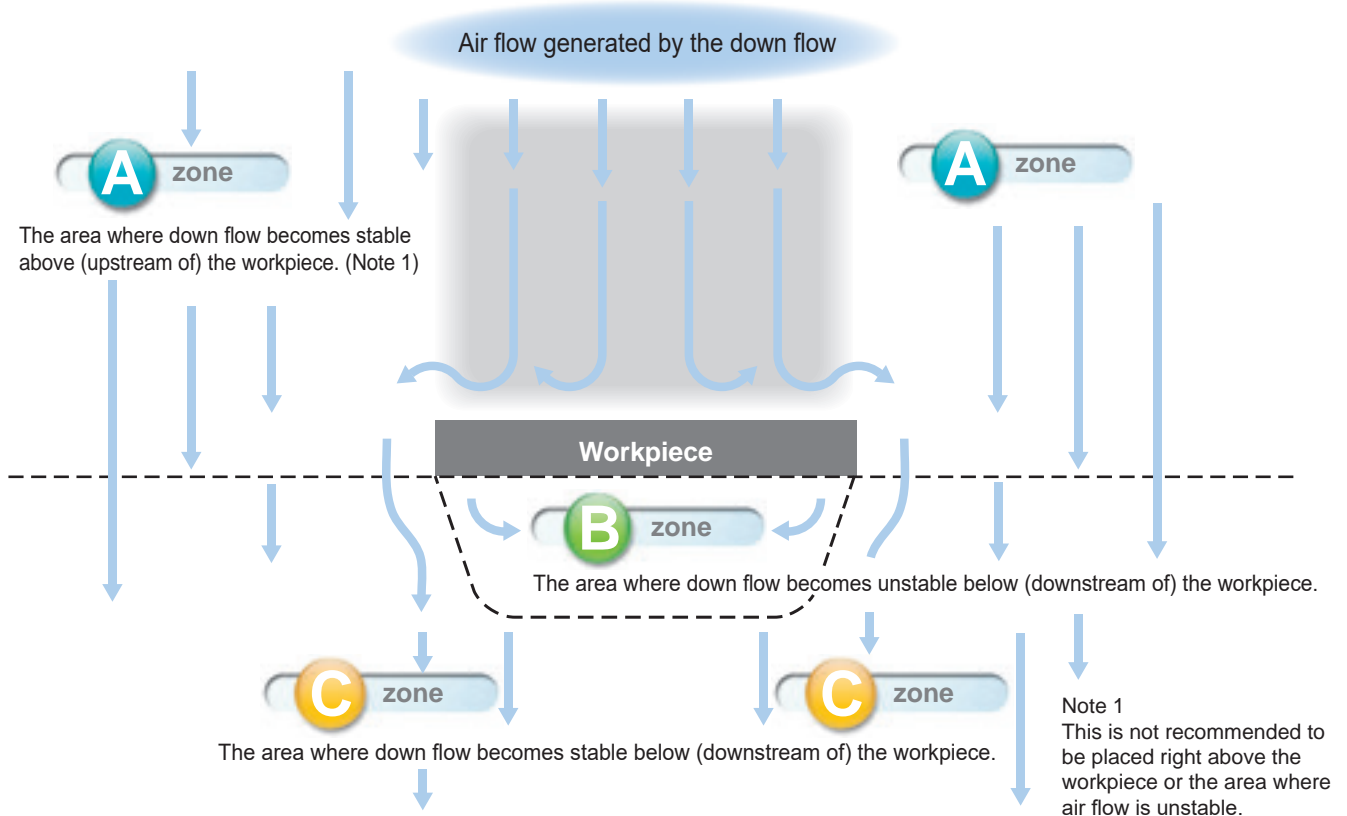 Air flow generated by the down flow
A zone
A zone
The area where down flow becomes stable
above (upstream of) the workpiece. (Note 1)
Workpiece
B zone
The area where down flow becomes unstable below (downstream of) the workpiece.
C zone
C zone
The area where down flow becomes stable below (downstream of) the workpiece.
Note 1
This is not recommended to
be placed right above the
workpiece or the area where
air flow is unstable.